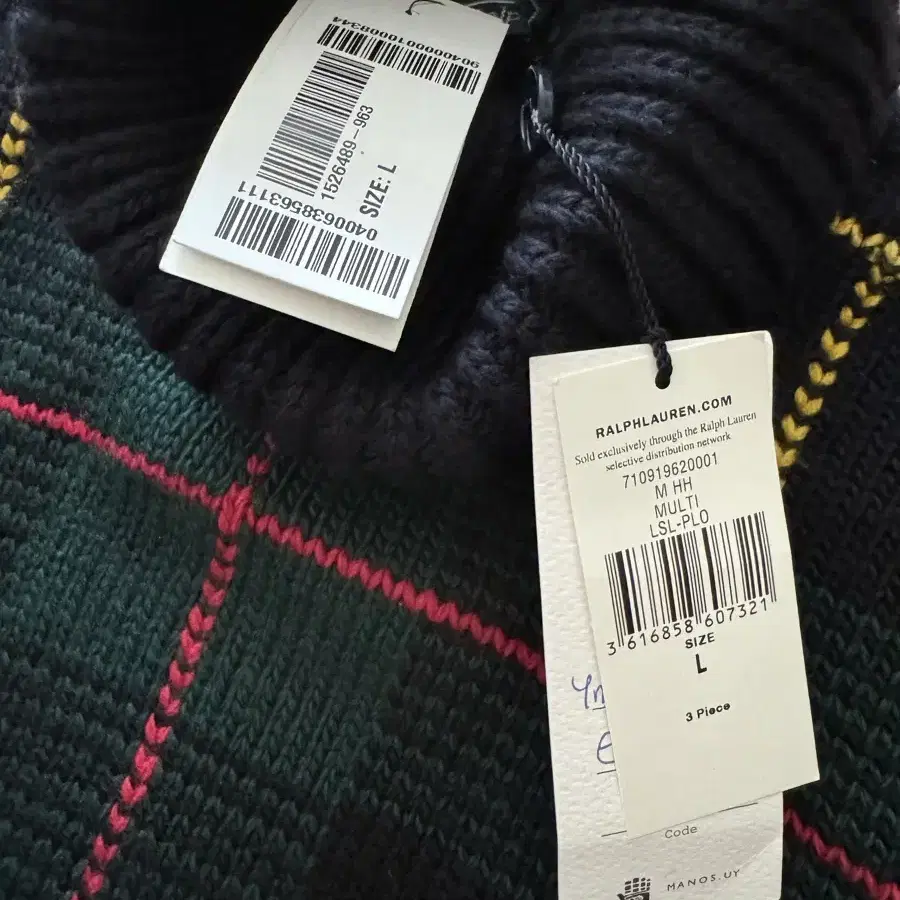 9040000010008344
1526489-963
SIZE: L
0400638563111
RALPHLAUREN.COM
Sold exclusively through the Ralph Lauren
selective distribution network
710919620001
M HH
MULTI
LSL-PLO
3 616858 607321
SIZE
L
3 Piece
Code
MANOS.UY